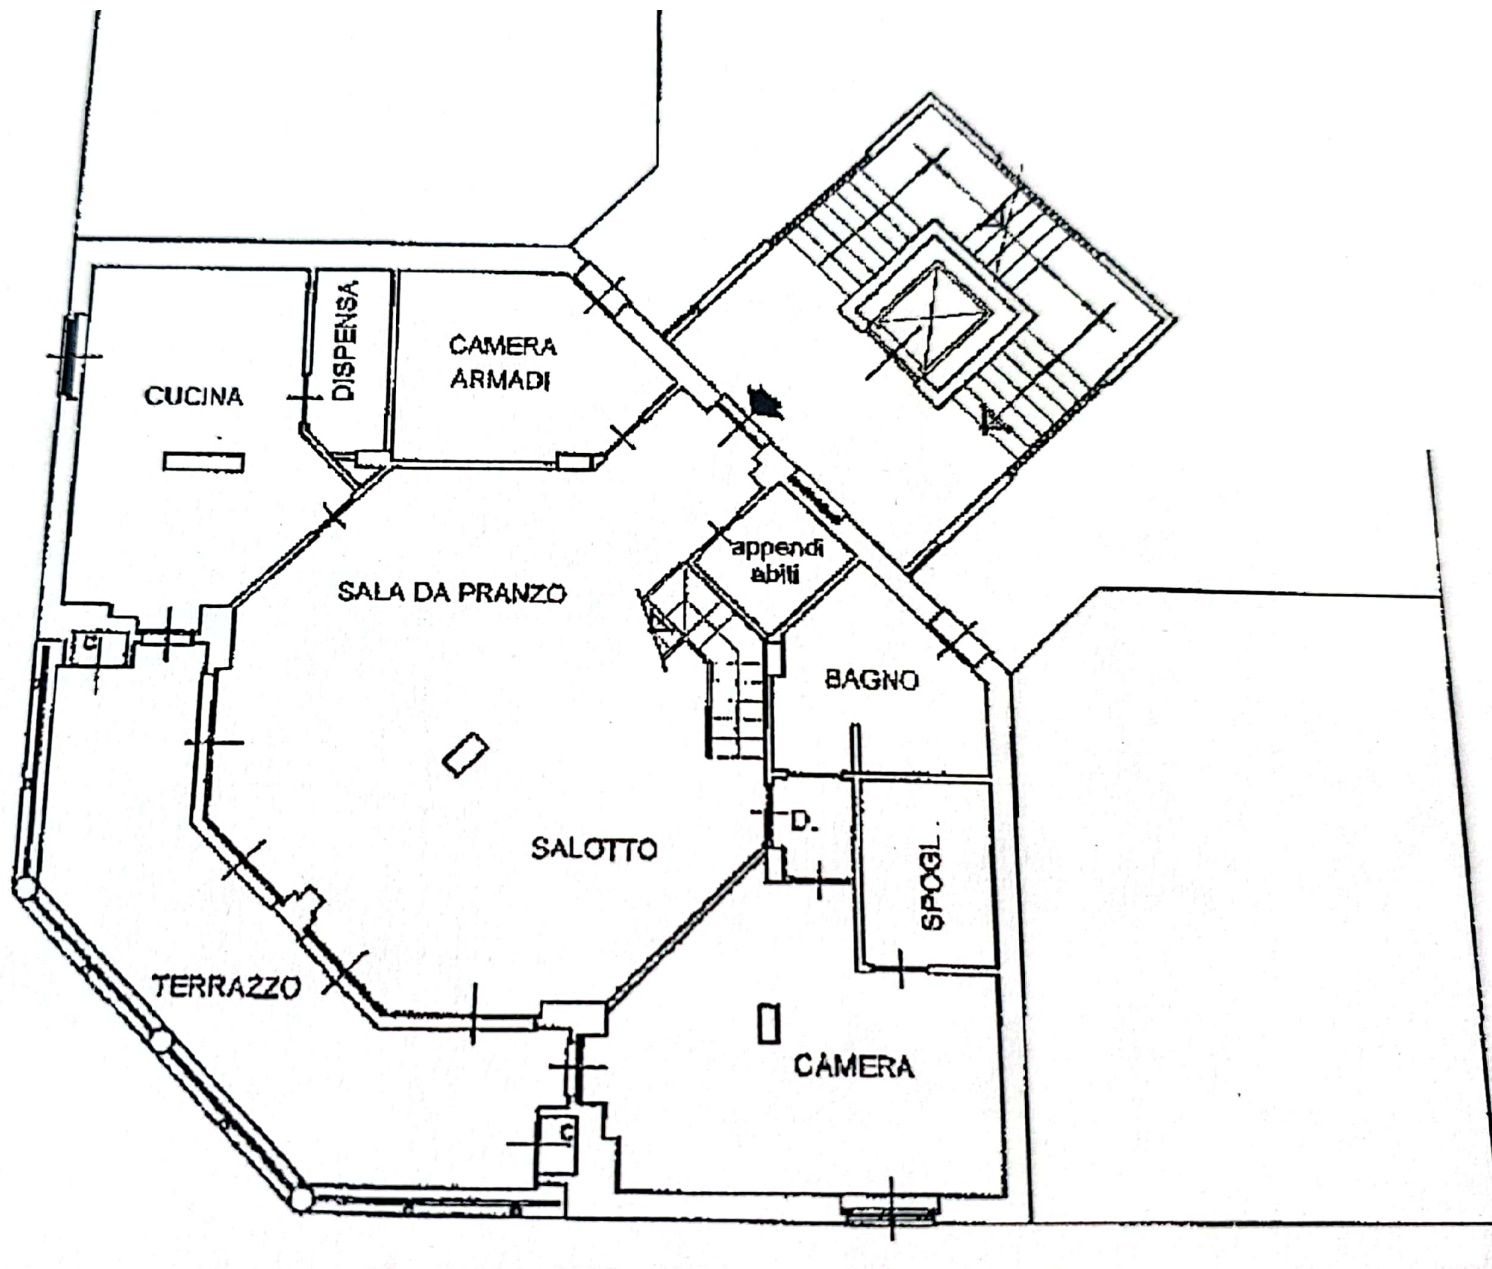 DISPENSA
CAMERA
ARMADI
CUCINA
appendi
abiti
SALA DA PRANZO
C
BAGNO
D.
SALOTTO
SPOGL.
TERRAZZO
CAMERA
C